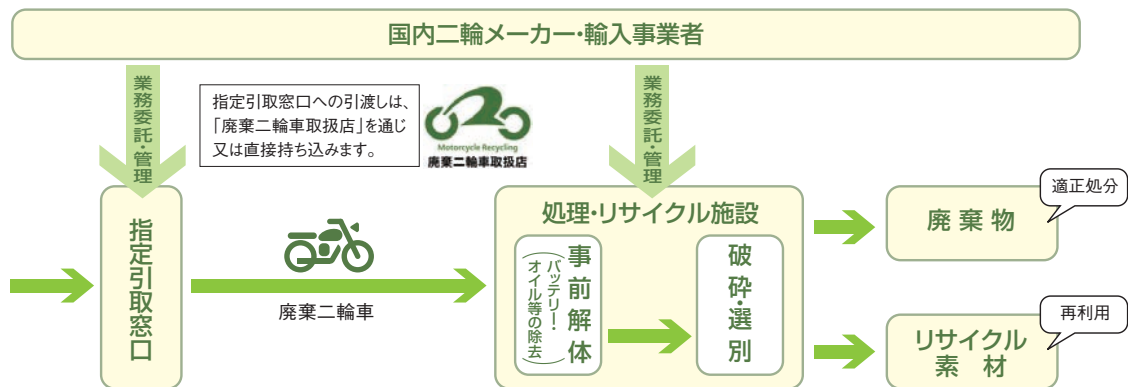 国内二輪メーカー・輸入事業者
業務委託・管理
指定引取窓口への引渡しは、
「廃棄二輪車取扱店」を通じ
又は直接持ち込みます。
Motorcycle Recycling
廃棄二輪車取扱店
業務委託・管理
指定引取窓口
廃棄二輪車
処理・リサイクル施設
事前解体
(バッテリー・
オイル等の除去)
破砕・選別
適正処分
廃棄物
再利用
リサイクル
素材